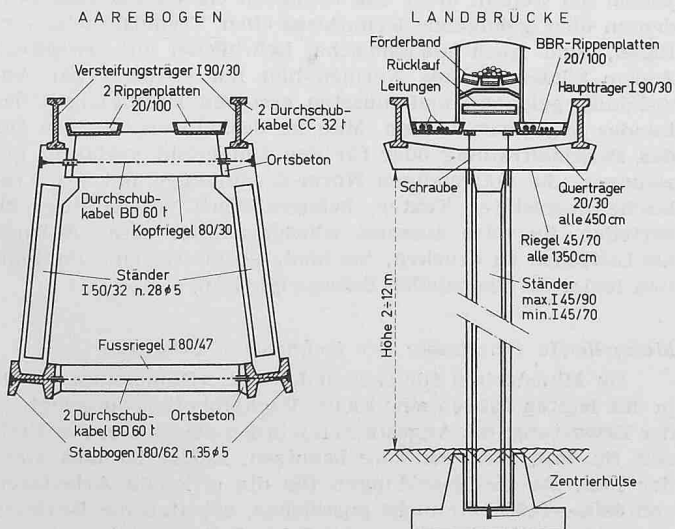 AAREBOGEN
Versteifungsträger I 90/30
2 Rippenplatten
20/100
2 Durchschub-
kabel CC 32 t
Ortsbeton
Durchschub-
kabel BD 60 t
Kopfriegel 80/30
Ständer
I 50/32 n. 28 ø 5
Fussriegel I 80/47
2 Durchschub-
kabel BD 60 t
Ortsbeton
Stabbogen I 80/62 n. 35 ø 5
LANDBRÜCKE
Förderband
Rücklauf
Leitungen
BBR-Rippenplatten
20/100
Hauptträger I 90/30
Schraube
Querträger
20/30
alle 450 cm
Riegel 45/70
alle 1350 cm
Ständer
max. I 45/90
min. I 45/70
Höhe 2÷12 m
Zentrierhülse